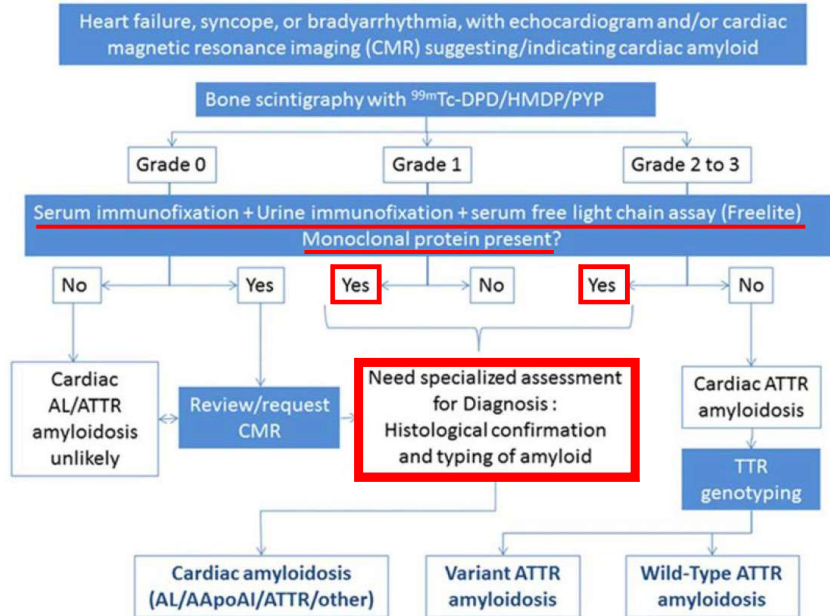 Heart failure, syncope, or bradyarrhythmia, with echocardiogram and/or cardiac
magnetic resonance imaging (CMR) suggesting/indicating cardiac amyloid
Bone scintigraphy with ⁹⁹ᵐTc-DPD/HMDP/PYP
Grade 0
Grade 1
Grade 2 to 3
Serum immunofixation + Urine immunofixation + serum free light chain assay (Freelite)
Monoclonal protein present?
No
Yes
Yes
No
Yes
No
Cardiac
AL/ATTR
amyloidosis
unlikely
Review/request
CMR
Need specialized assessment
for Diagnosis :
Histological confirmation
and typing of amyloid
Cardiac ATTR
amyloidosis
TTR
genotyping
Cardiac amyloidosis
(AL/AApoAI/ATTR/other)
Variant ATTR
amyloidosis
Wild-Type ATTR
amyloidosis